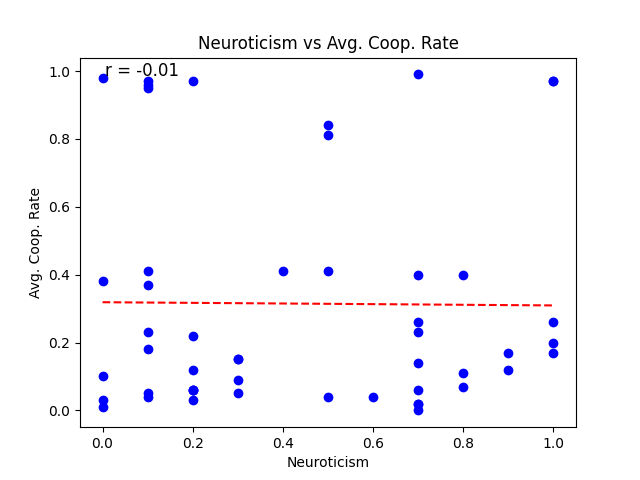 Neuroticism vs Avg. Coop. Rate
r = -0.01
Avg. Coop. Rate
1.0
0.8
0.6
0.4
0.2
0.0
0.0 0.2 0.4 0.6 0.8 1.0
Neuroticism